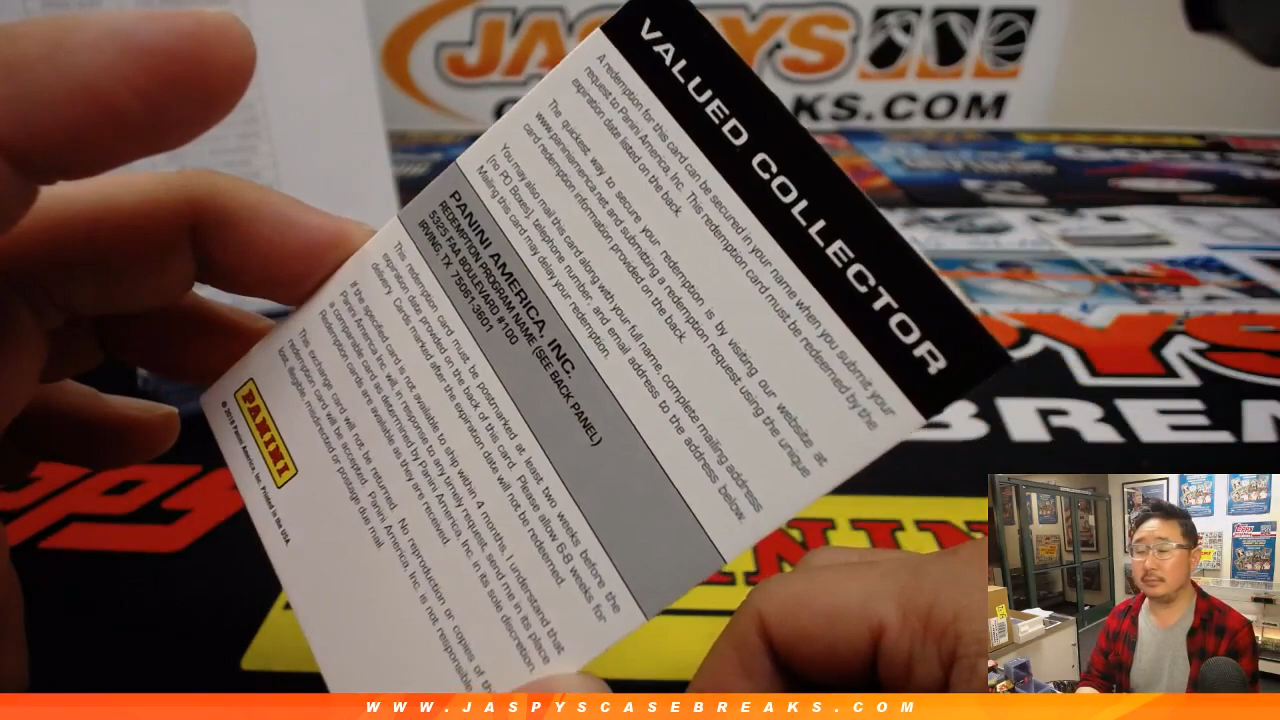 JASPYS
BREAKS.COM
VALUED COLLECTOR
A redemption for this card can be secured in your name when you submit your
request to Panini America, Inc. This redemption card must be redeemed by the
expiration date listed on the back.
The quickest way to secure your redemption is by visiting our website at
www.paniniamerica.net and submitting a redemption request using the unique
card redemption information provided on the back.
You may also mail this card along with your full name, complete mailing address
(no PO Boxes), telephone number, and email address to the address below.
Mailing this card may delay your redemption.
PANINI AMERICA, INC.
REDEMPTION PROGRAM NAME (SEE BACK PANEL)
5325 FAA BOULEVARD #100
IRVING, TX 75061-3601
This redemption card must be postmarked at least two weeks before the
expiration date provided on the back of this card. Please allow 6-8 weeks for
delivery. Cards marked after the expiration date will not be redeemed.
If the specified card is not available to ship within 4 months, I understand that
Panini America Inc. will, in response to any timely request, send me in its place
a comparable card as determined by Panini America, Inc. in its sole discretion.
Redemption cards are available as they are received.
This exchange card will not be returned. No reproduction or copies of
redemption card will be accepted. Panini America, Inc. is not responsible
lost, illegible, misdirected or postage due mail.
PANINI
© 2018 Panini America, Inc. Printed in the USA.
WWW.JASPYSCASEBREAKS.COM